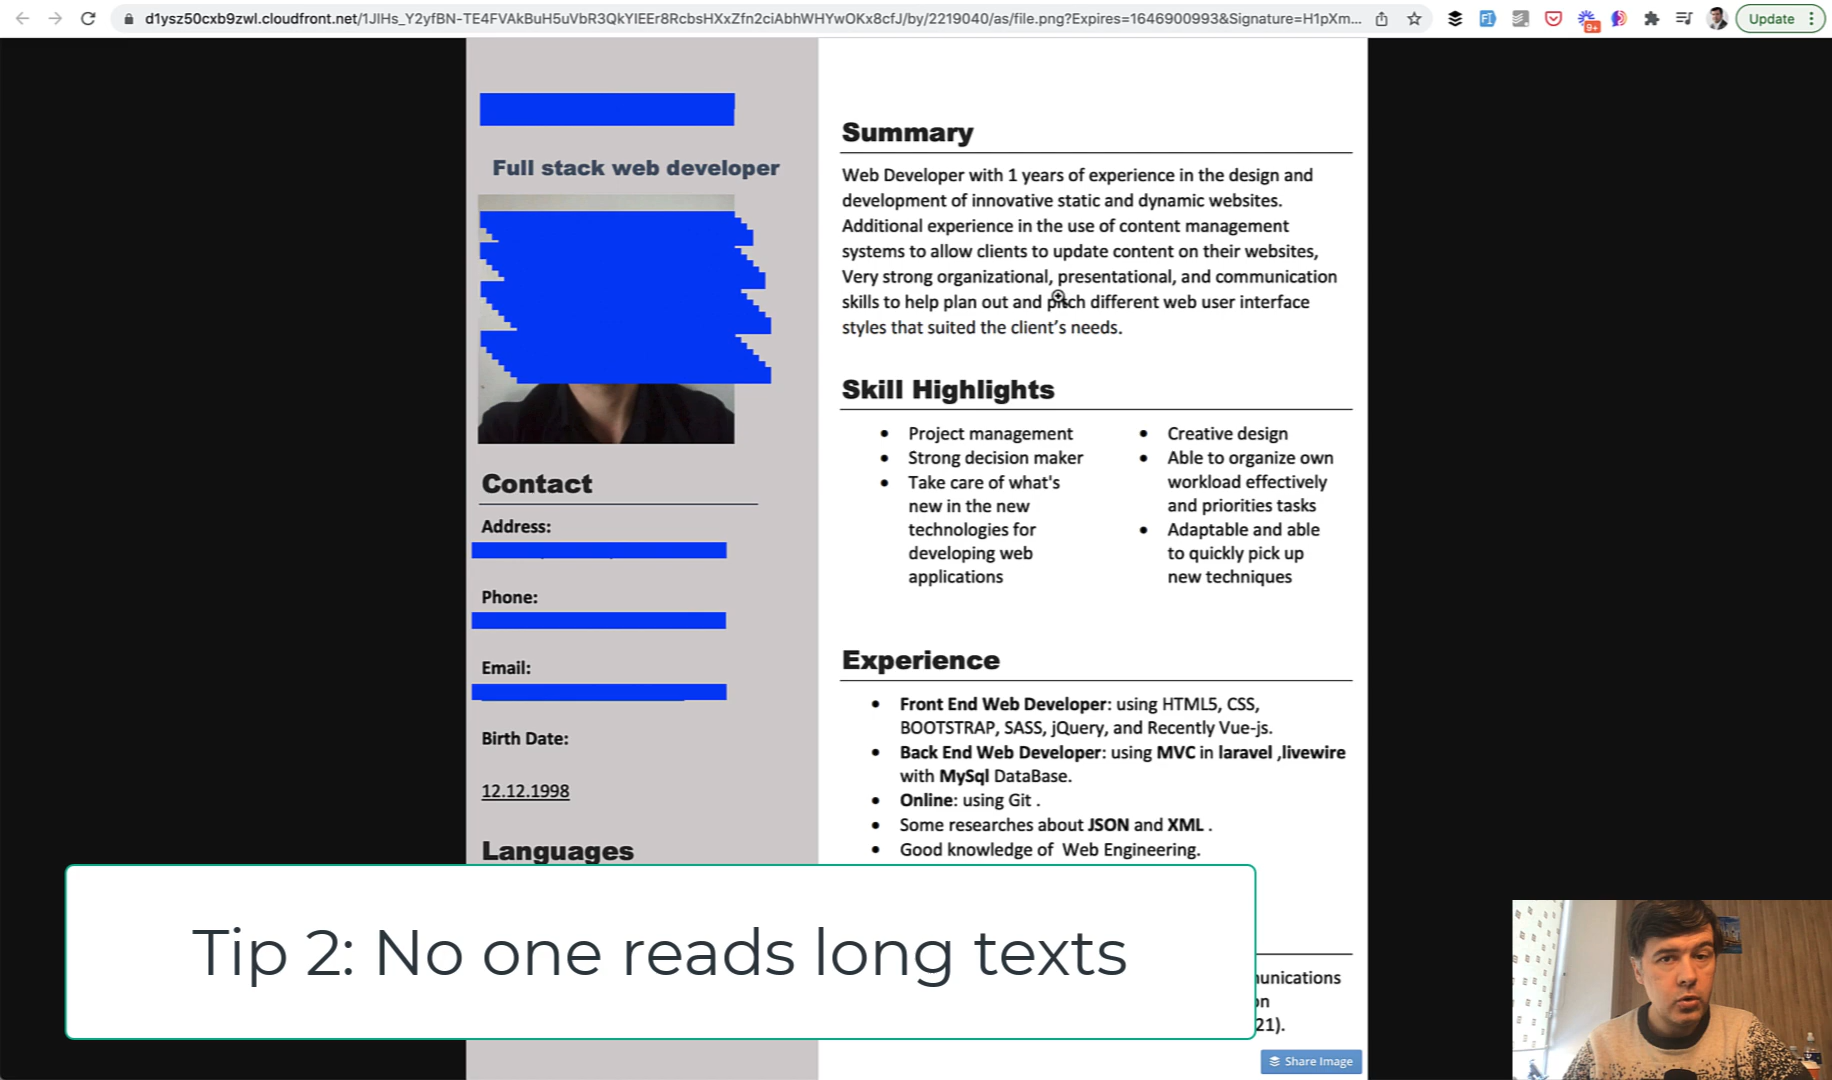 d1ysz50cxb9zwl.cloudfront.net/1JIHs_Y2yfBN-TE4FVAkBuH5uVbR3QkYIEEr8RcbsHXxZfn2ciAbhWHYwOKx8cfJ/by/2219040/as/file.png?Expires=1646900993&Signature=H1pXm...
9+
Update
Full stack web developer
Contact
Address:
Phone:
Email:
Birth Date:
12.12.1998
Languages
Summary
Web Developer with 1 years of experience in the design and
development of innovative static and dynamic websites.
Additional experience in the use of content management
systems to allow clients to update content on their websites,
Very strong organizational, presentational, and communication
skills to help plan out and pitch different web user interface
styles that suited the client’s needs.
Skill Highlights
• Project management
• Strong decision maker
• Take care of what's
new in the new
technologies for
developing web
applications
• Creative design
• Able to organize own
workload effectively
and priorities tasks
• Adaptable and able
to quickly pick up
new techniques
Experience
• Front End Web Developer: using HTML5, CSS,
BOOTSTRAP, SASS, jQuery, and Recently Vue-js.
• Back End Web Developer: using MVC in laravel ,livewire
with MySql DataBase.
• Online: using Git .
• Some researches about JSON and XML .
• Good knowledge of Web Engineering.
21).
Share Image
Tip 2: No one reads long texts